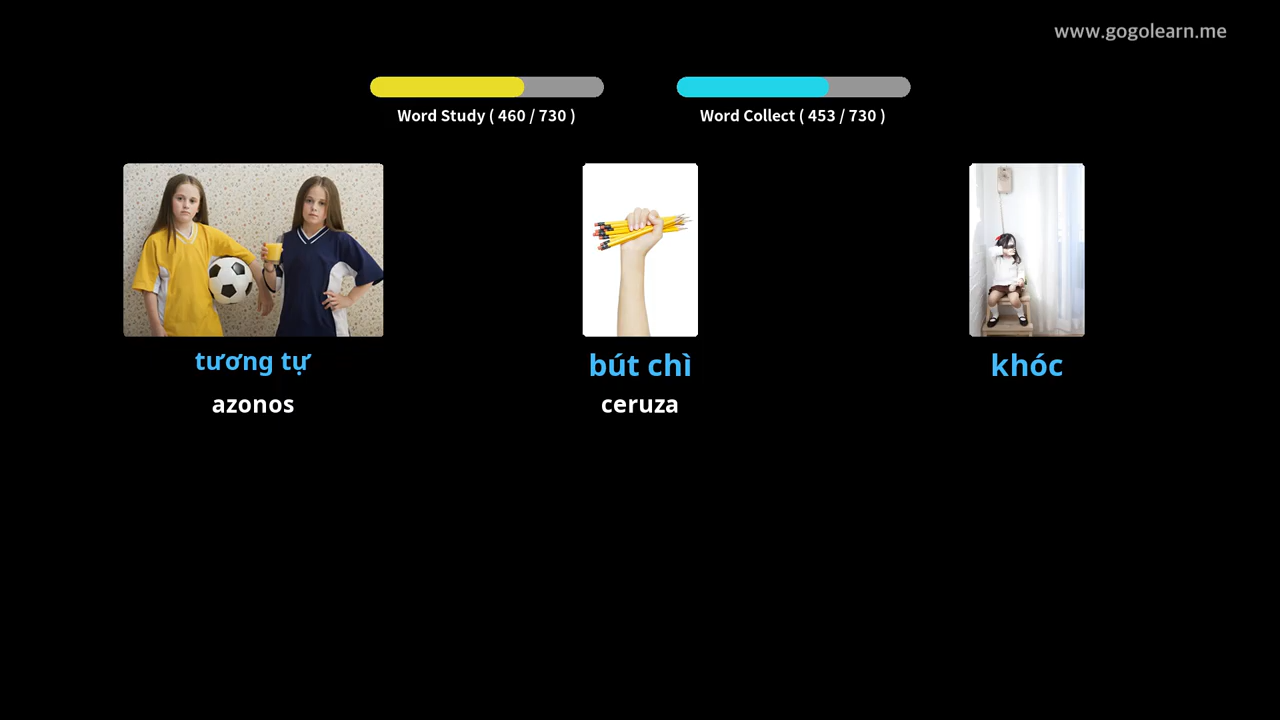 www.gogolearn.me
Word Study ( 460 / 730 )
Word Collect ( 453 / 730 )
tương tự
azonos
bút chì
ceruza
khóc